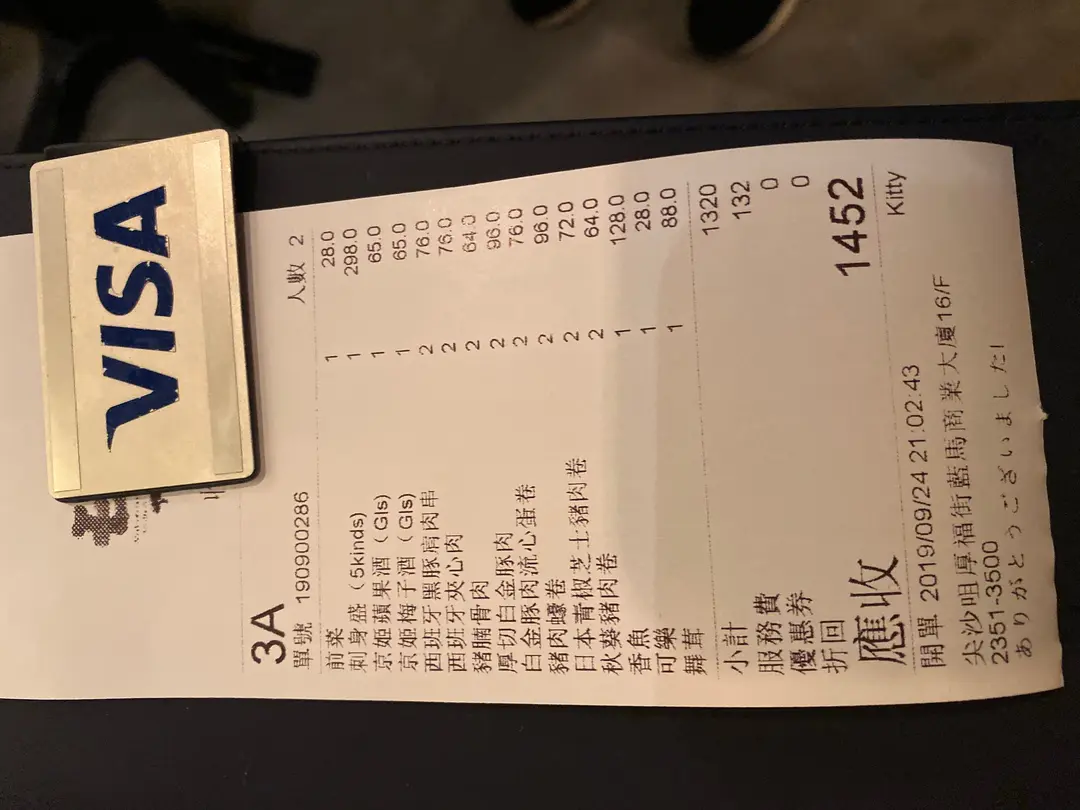 VISA
3A
單號 190900286 人數 2
前菜 1 28.0
刺身盛（5kinds) 1 298.0
京姬蘋果酒（Gls) 1 65.0
京姬梅子酒（Gls) 1 65.0
西班牙黑豚肩肉串 2 76.0
西班牙夾心肉 2 76.0
豬腩骨肉 2 64.0
厚切白金豚肉 2 96.0
白金豚肉流心蛋卷 2 76.0
豬肉蠔卷 2 96.0
日本青椒芝士豬肉卷 2 72.0
秋葵豬肉卷 2 64.0
香魚 1 128.0
可樂 1 28.0
舞茸 1 88.0
小計 1320
服務費 132
優惠券 0
折回 0
應收 1452
開單 2019/09/24 21:02:43 Kitty
尖沙咀厚福街藍馬商業大廈16/F
2351-3500
ありがとうございました!